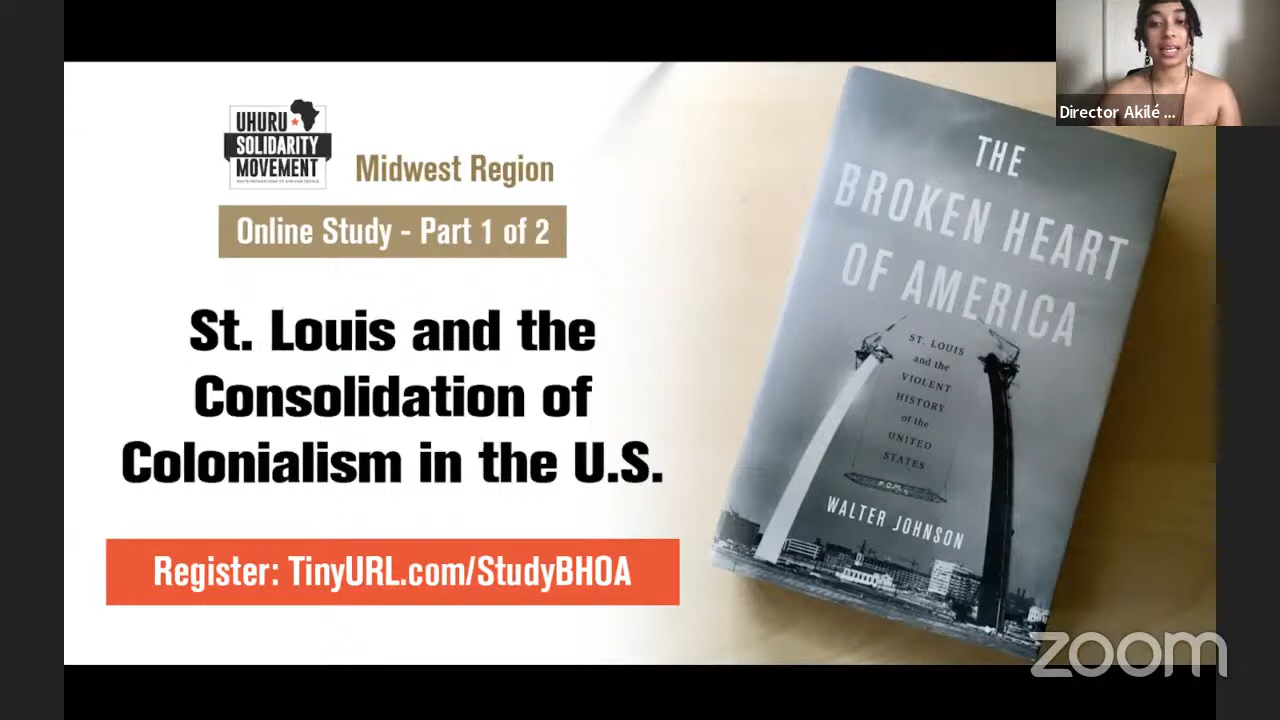 UHURU
SOLIDARITY
MOVEMENT
Midwest Region
Online Study - Part 1 of 2
St. Louis and the
Consolidation of
Colonialism in the U.S.
Register: TinyURL.com/StudyBHOA
THE
BROKEN HEART
OF AMERICA
ST. LOUIS
and the
VIOLENT
HISTORY
of the
UNITED
STATES
WALTER JOHNSON
Director Akilé ...
zoom